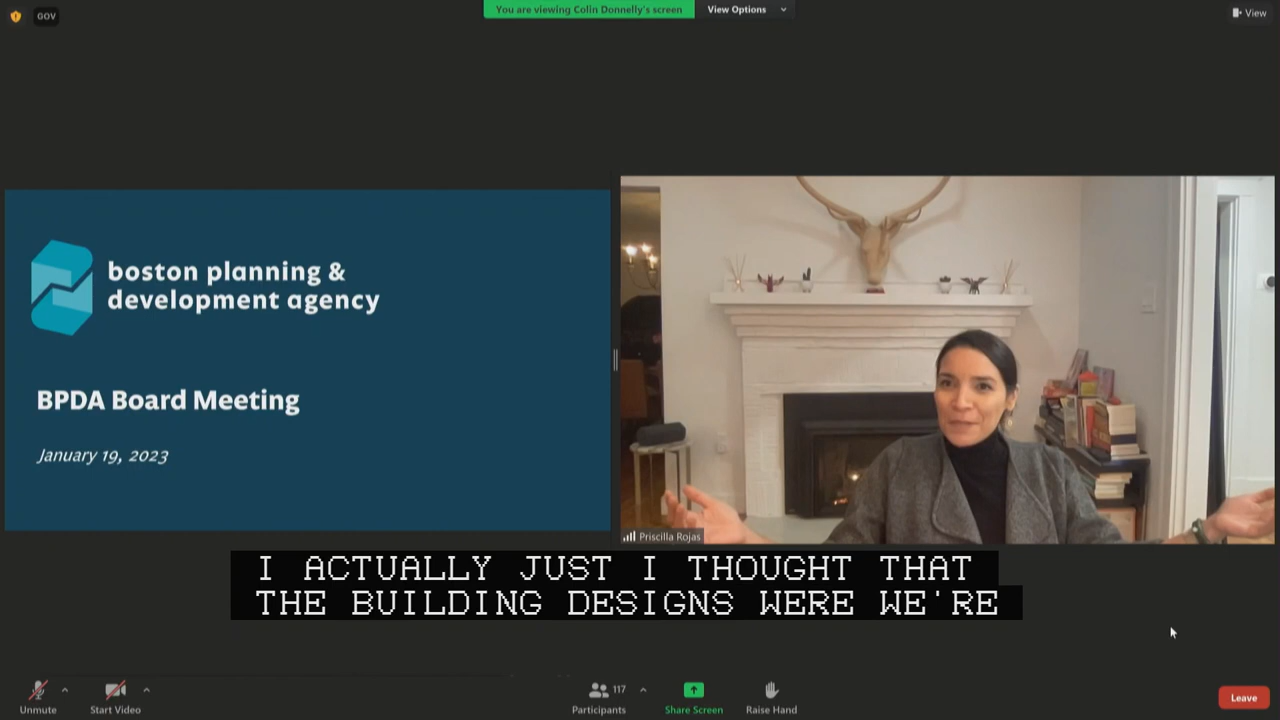 GOV
You are viewing Colin Donnelly's screen
View Options
View
boston planning &
development agency
BPDA Board Meeting
January 19, 2023
Priscilla Rojas
I ACTUALLY JUST I THOUGHT THAT
THE BUILDING DESIGNS WERE WE'RE
Unmute
Start Video
117
Participants
Share Screen
Raise Hand
Leave